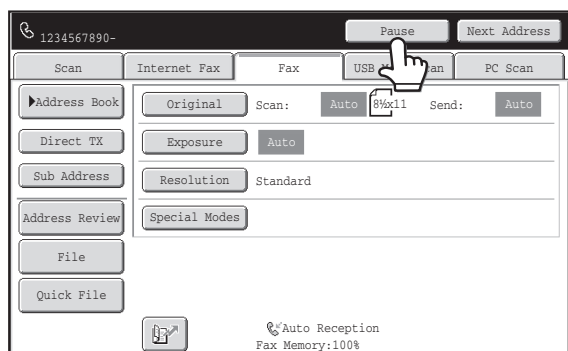 1234567890-
Pause
Next Address
Scan
Internet Fax
Fax
USB
an
PC Scan
Address Book
Original
Scan:
Auto
8½x11
Send:
Auto
Direct TX
Exposure
Auto
Sub Address
Resolution
Standard
Address Review
Special Modes
File
Quick File
Auto Reception
Fax Memory:100%